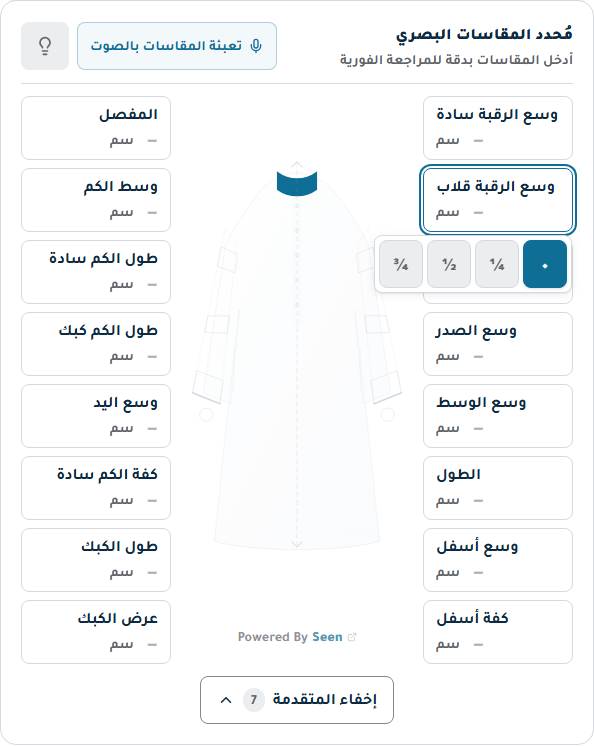 مُحدد المقاسات البصري
أدخل المقاسات بدقة للمراجعة الفورية
تعبئة المقاسات بالصوت
وسع الرقبة سادة
— سم
وسع الرقبة قلاب
— سم
٠
¼
½
¾
وسع الصدر
— سم
وسع الوسط
— سم
الطول
— سم
وسع أسفل
— سم
كفة أسفل
— سم
المفصل
— سم
وسط الكم
— سم
طول الكم سادة
— سم
طول الكم كبك
— سم
وسع اليد
— سم
كفة الكم سادة
— سم
طول الكبك
— سم
عرض الكبك
— سم
Powered By Seen
إخفاء المتقدمة 7